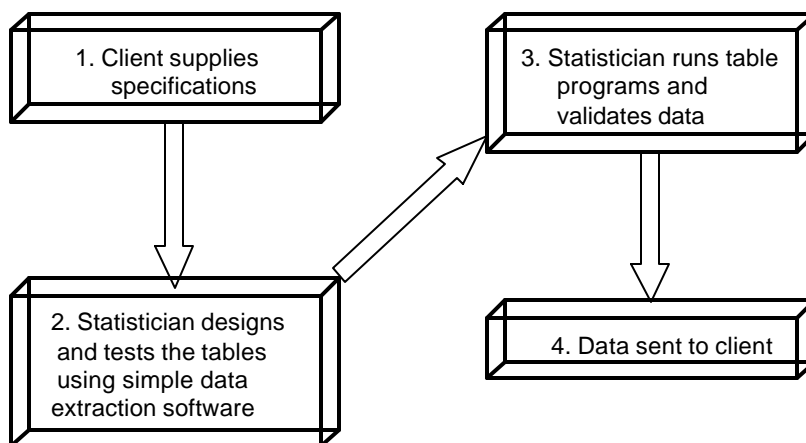 1. Client supplies
specifications
2. Statistician designs
and tests the tables
using simple data
extraction software
3. Statistician runs table
programs and
validates data
4. Data sent to client